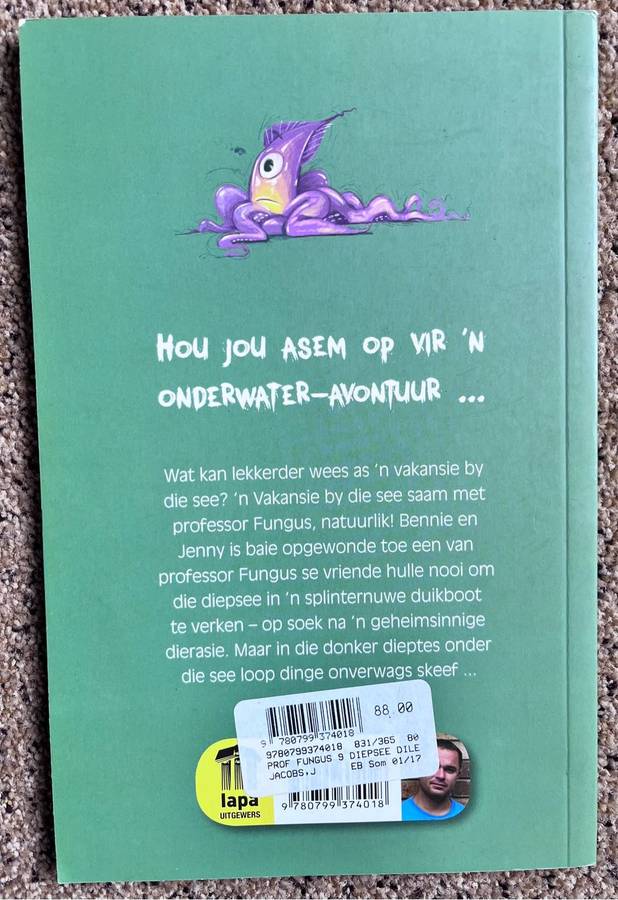 HOU JOU ASEM OP VIR 'N
ONDERWATER-AVONTUUR ...
Wat kan lekkerder wees as 'n vakansie by
die see? 'n Vakansie by die see saam met
professor Fungus, natuurlik! Bennie en
Jenny is baie opgewonde toe een van
professor Fungus se vriende hulle nooi om
die diepsee in 'n splinternuwe duikboot
te verken – op soek na 'n geheimsinnige
dierasie. Maar in die donker dieptes onder
die see loop dinge onverwags skeef ...
88.00
9 780799 374018
9780799374018 831/365 80
PROF FUNGUS 9 DIEPSEE DILE
JACOBS,J EB Som 01/17
lapa
UITGEWERS
9 780799 374018